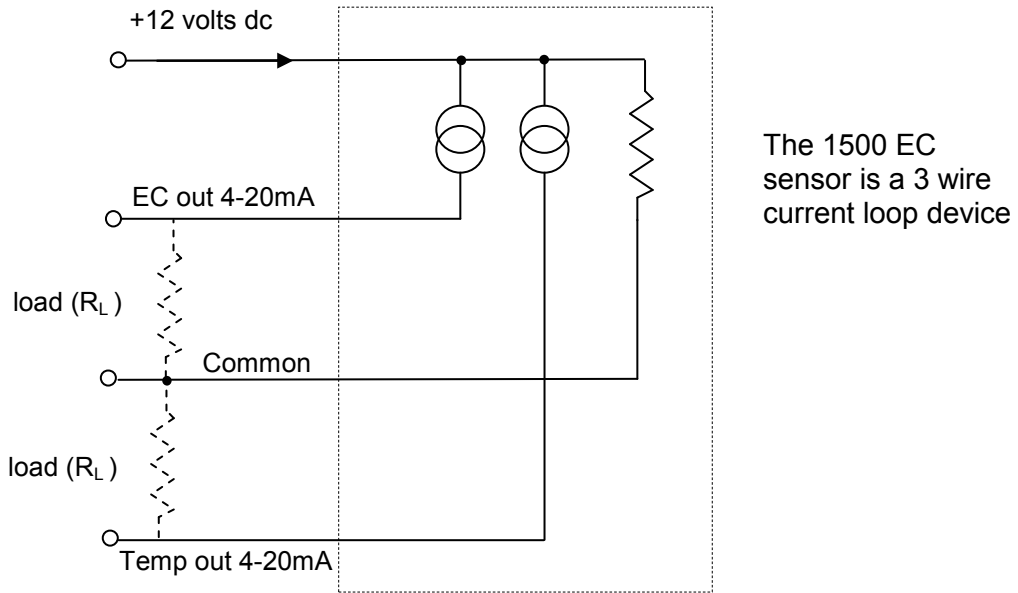 +12 volts dc
EC out 4-20mA
load (RL )
Common
load (RL )
Temp out 4-20mA
The 1500 EC
sensor is a 3 wire
current loop device